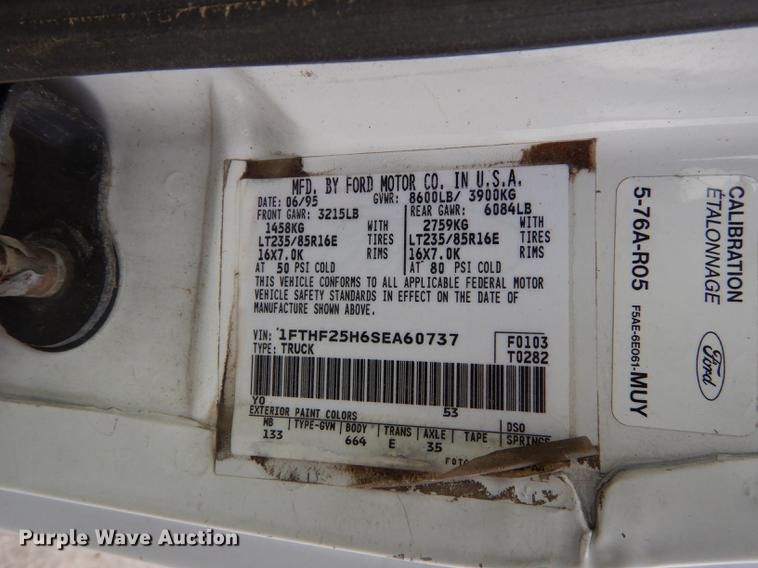 MFD. BY FORD MOTOR CO. IN U.S.A.
DATE: 06/95 GVWR: 8600LB/ 3900KG
FRONT GAWR: 3215LB REAR GAWR: 6084LB
1458KG WITH 2759KG WITH
LT235/85R16E TIRES LT235/85R16E TIRES
16X7.0K RIMS 16X7.0K RIMS
AT 50 PSI COLD AT 80 PSI COLD
THIS VEHICLE CONFORMS TO ALL APPLICABLE FEDERAL MOTOR
VEHICLE SAFETY STANDARDS IN EFFECT ON THE DATE OF
MANUFACTURE SHOWN ABOVE.
VIN: 1FTHF25H6SEA60737 F0103
TYPE: TRUCK T0282
YO 53
EXTERIOR PAINT COLORS DSO
WB TYPE-GVM BODY TRANS AXLE TAPE SPRINGS
133 664 E 35
CALIBRATION
ÉTALONNAGE
5-76A-R05
Ford
F5AE-6E061-MUY
Purple Wave Auction